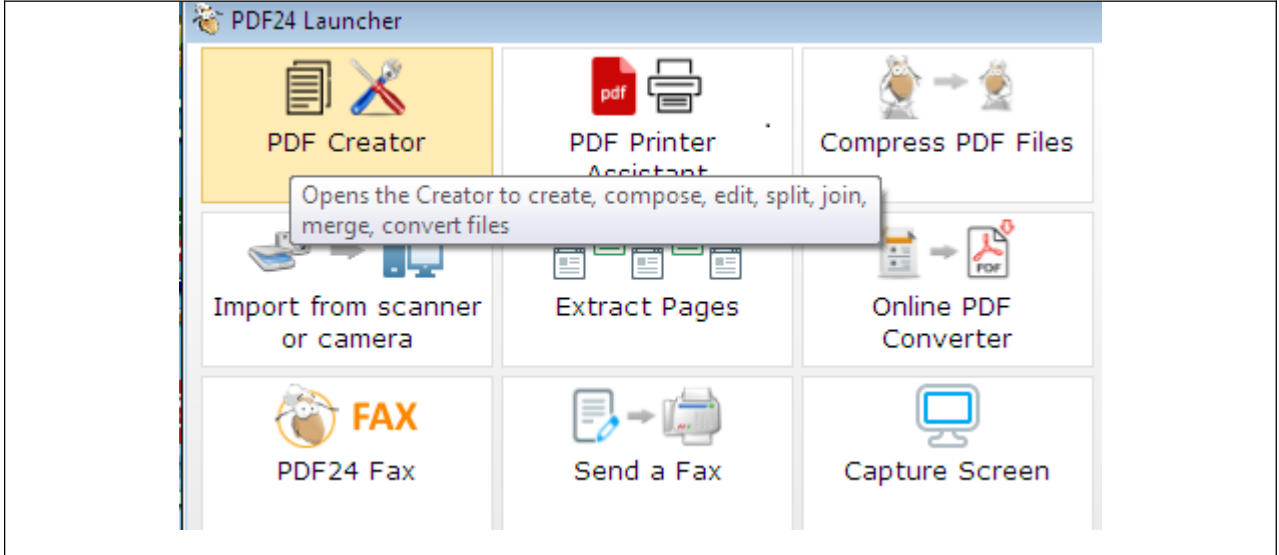 PDF24 Launcher
PDF Creator
pdf
PDF Printer
Assistant
Compress PDF Files
Opens the Creator to create, compose, edit, split, join,
merge, convert files
Import from scanner
or camera
Extract Pages
PDF
Online PDF
Converter
FAX
PDF24 Fax
Send a Fax
Capture Screen